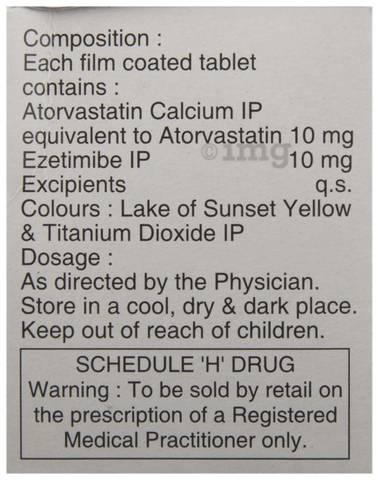 Composition :
Each film coated tablet
contains :
Atorvastatin Calcium IP
equivalent to Atorvastatin 10 mg
Ezetimibe IP 10 mg
Excipients q.s.
Colours : Lake of Sunset Yellow
& Titanium Dioxide IP
Dosage :
As directed by the Physician.
Store in a cool, dry & dark place.
Keep out of reach of children.
SCHEDULE 'H' DRUG
Warning : To be sold by retail on
the prescription of a Registered
Medical Practitioner only.
©1mg